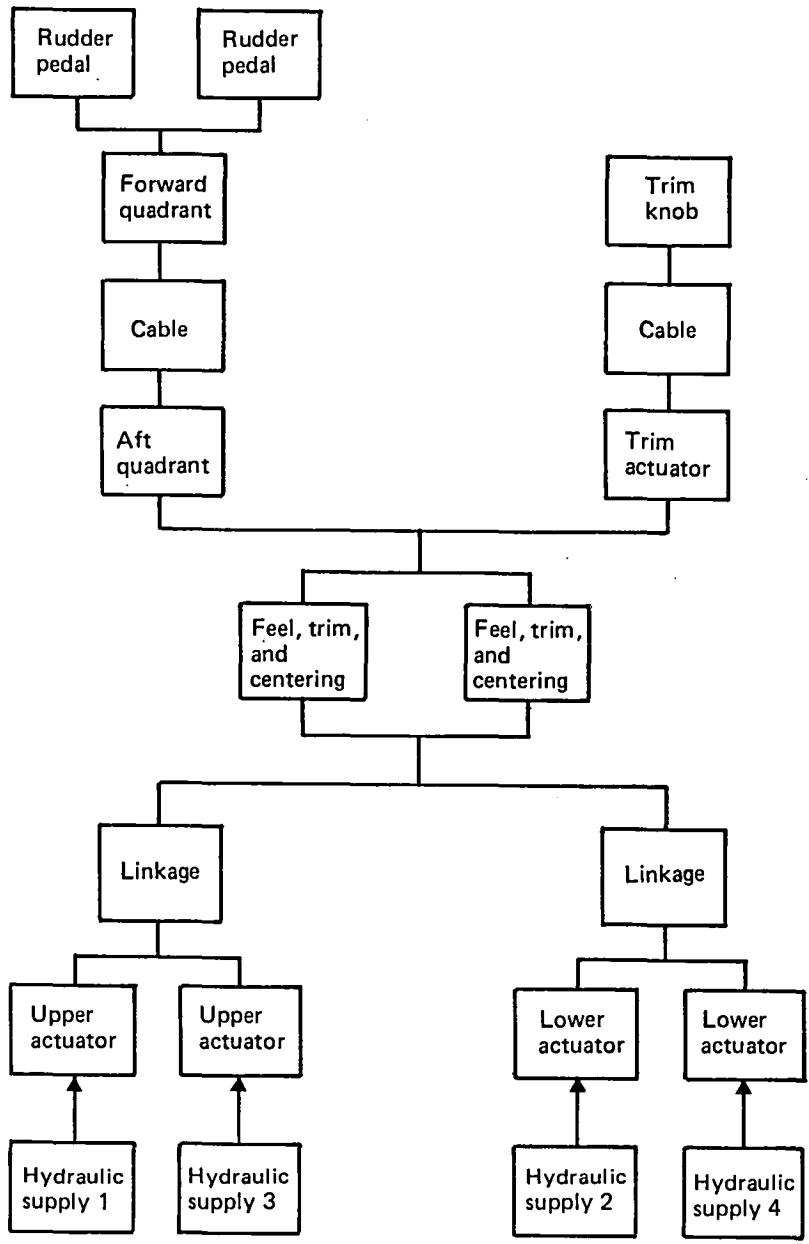 Rudder
pedal
Rudder
pedal
Forward
quadrant
Cable
Aft
quadrant
Trim
knob
Cable
Trim
actuator
Feel, trim,
and
centering
Feel, trim,
and
centering
Linkage
Linkage
Upper
actuator
Upper
actuator
Lower
actuator
Lower
actuator
Hydraulic
supply 1
Hydraulic
supply 3
Hydraulic
supply 2
Hydraulic
supply 4